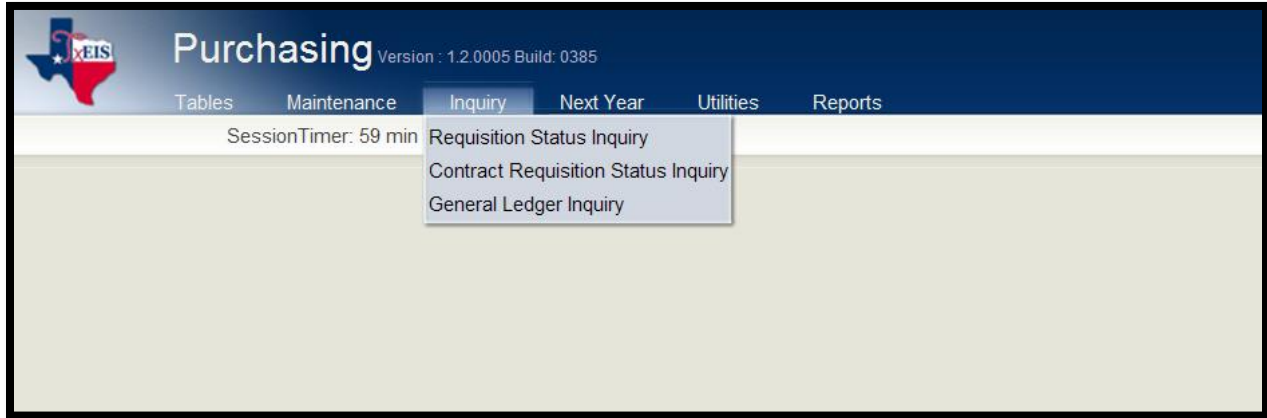 TxEIS
Purchasing Version : 1.2.0005 Build: 0385
Tables Maintenance Inquiry Next Year Utilities Reports
SessionTimer: 59 min
Requisition Status Inquiry
Contract Requisition Status Inquiry
General Ledger Inquiry